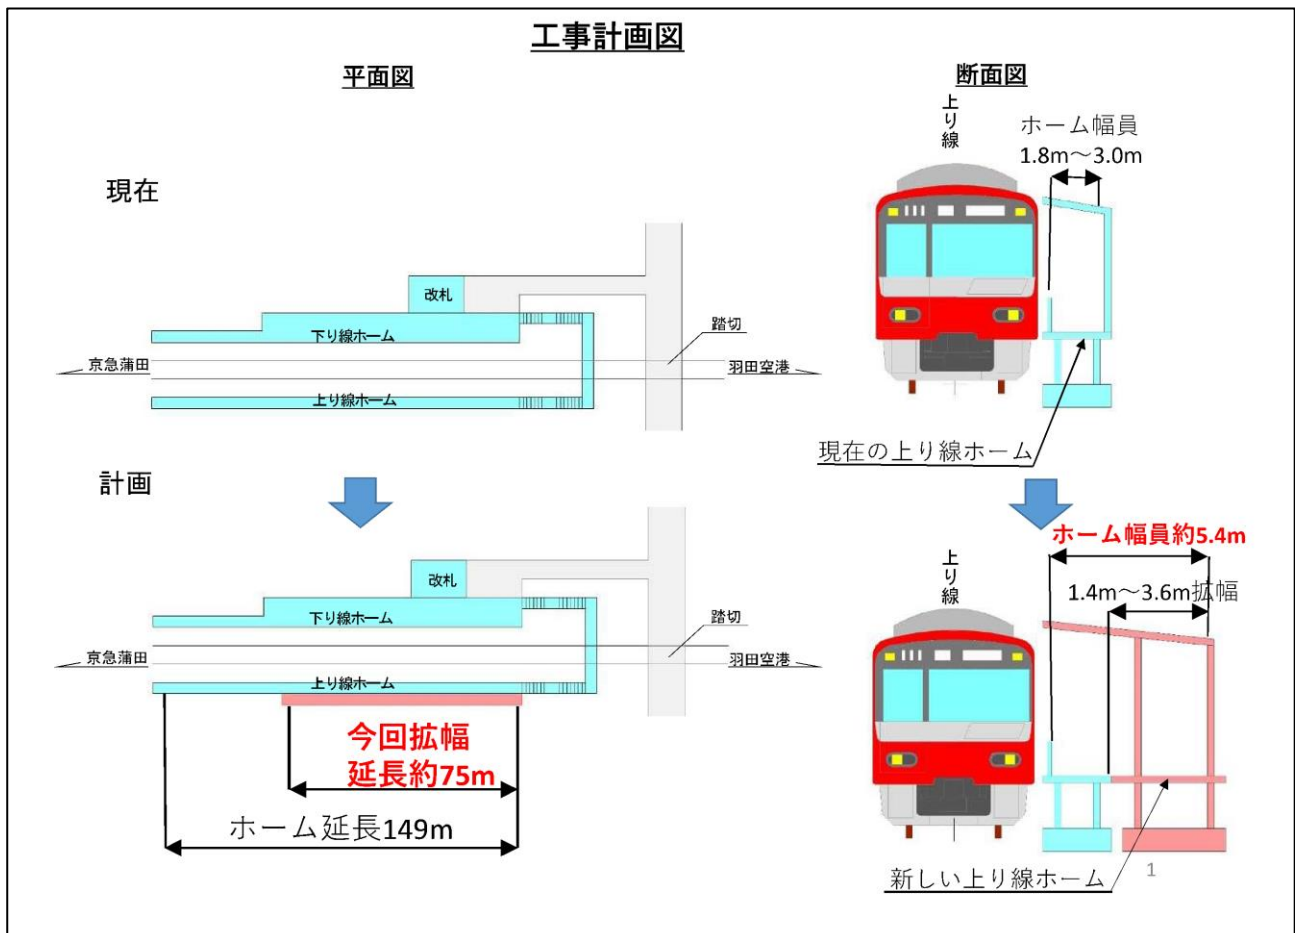 工事計画図
平面図
断面図
現在
改札
下り線ホーム
踏切
京急蒲田
羽田空港
上り線ホーム
上り線
ホーム幅員
1.8m～3.0m
現在の上り線ホーム
計画
改札
下り線ホーム
踏切
京急蒲田
羽田空港
上り線ホーム
今回拡幅
延長約75m
ホーム延長149m
上り線
ホーム幅員約5.4m
1.4m～3.6m拡幅
新しい上り線ホーム
1